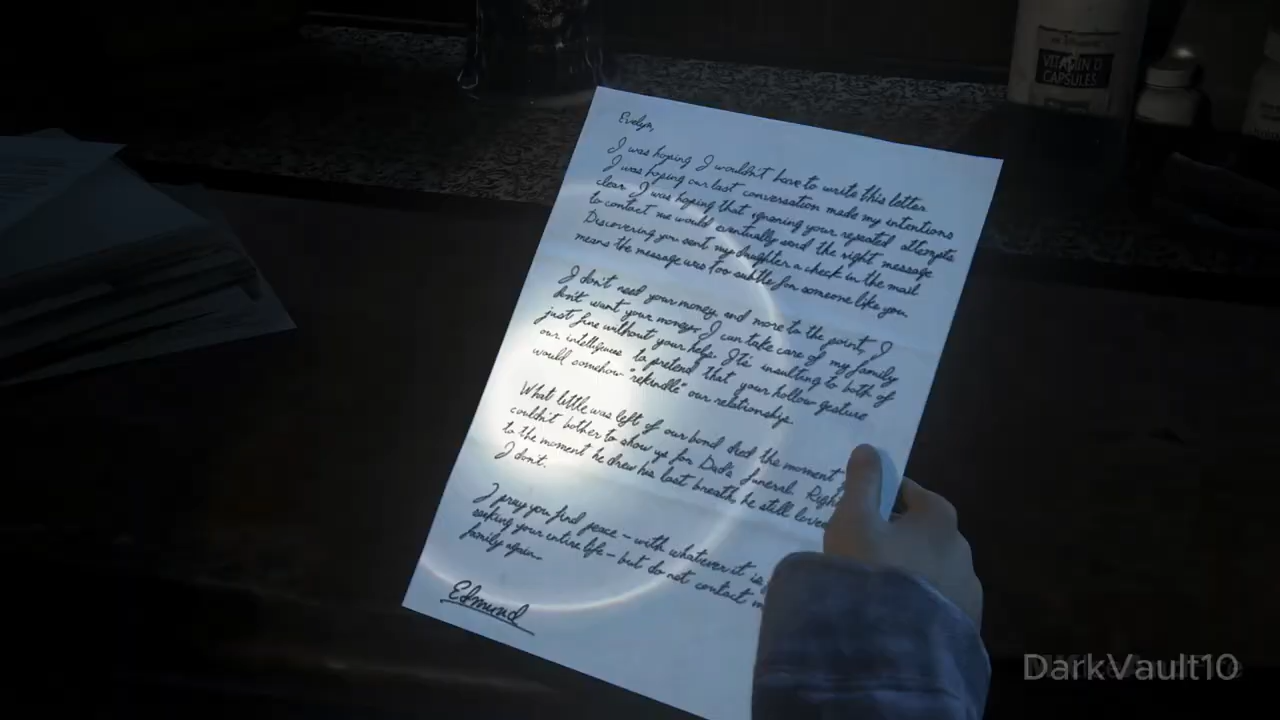 Evelyn,
I was hoping I wouldn't have to write this letter.
I was hoping our last conversation made my intentions
clear. I was hoping that ignoring your repeated attempts
to contact me would eventually send the right message
Discovering you sent my daughter a check in the mail
means the message was too subtle for someone like you.
I don't need your money, and more to the point, I
don't want your money. I can take care of my family
just fine without your help. It's insulting to both of
our intelligences to pretend that your hollow gesture
would somehow "rekindle" our relationship.
What little was left of our bond died the moment
couldn't bother to show up for Dad's funeral. Right
to the moment he drew his last breath, he still loved
I don't.
I pray you find peace – with whatever it is
seeking your entire life – but do not contact
family again.
Edmund
VITAMIN D
CAPSULES
DarkVault10